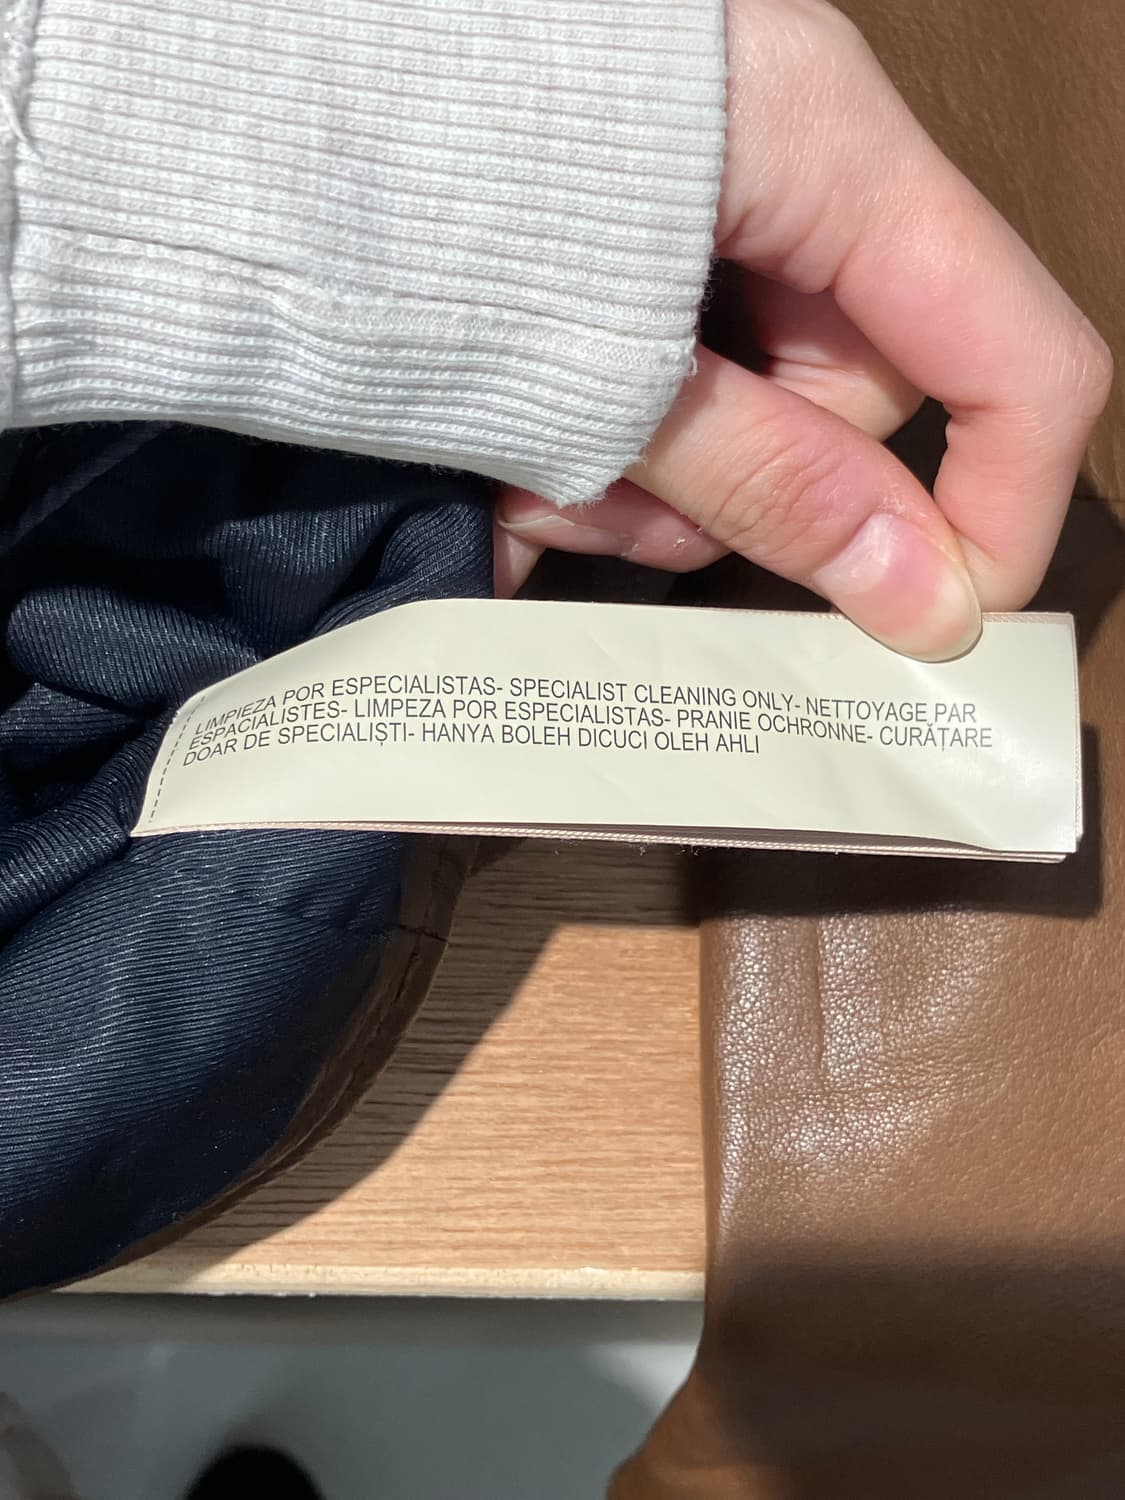 LIMPIEZA POR ESPECIALISTAS- SPECIALIST CLEANING ONLY- NETTOYAGE PAR
ESPACIALISTES- LIMPEZA POR ESPECIALISTAS- PRANIE OCHRONNE- CURĂȚARE
DOAR DE SPECIALIȘTI- HANYA BOLEH DICUCI OLEH AHLI